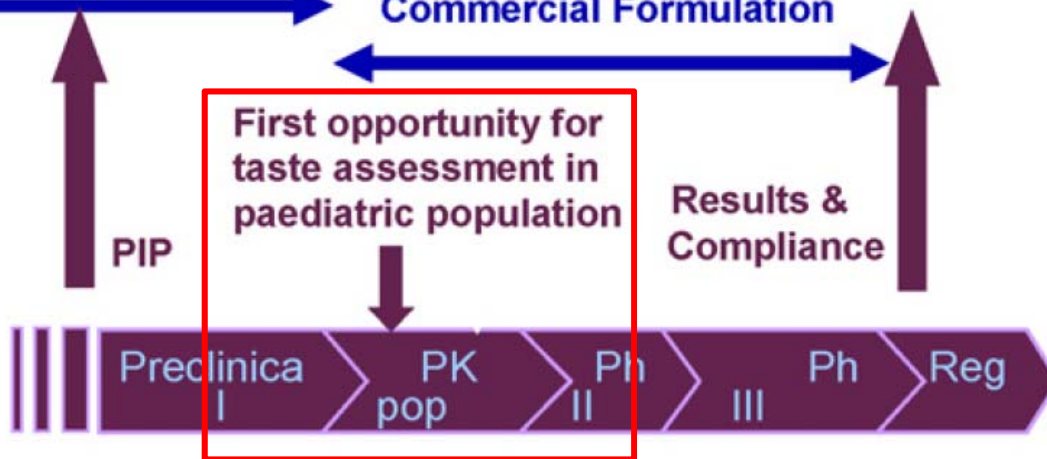 Commercial Formulation
First opportunity for
taste assessment in
paediatric population
Results &
Compliance
PIP
Preclinica
l
PK
pop
Ph
II
Ph
III
Reg